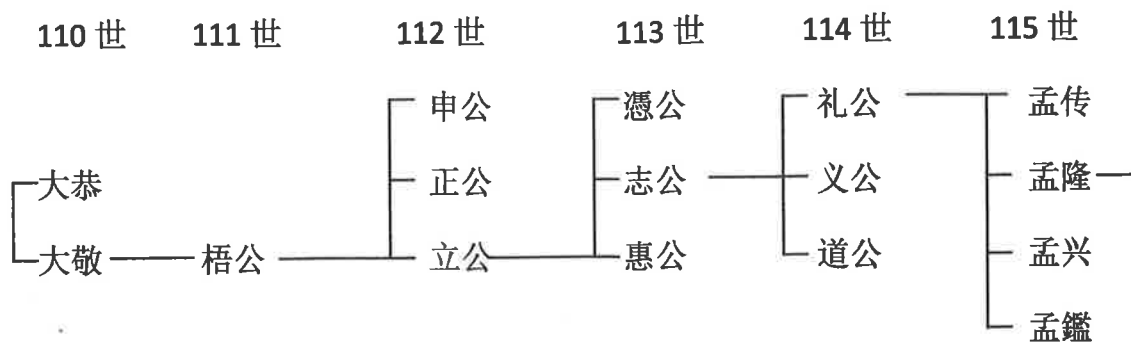 110 世 111 世 112 世 113 世 114 世 115 世
申公 憑公 礼公 孟传
大恭 正公 志公 义公 孟隆
大敬 梧公 立公 惠公 道公 孟兴
孟鑑